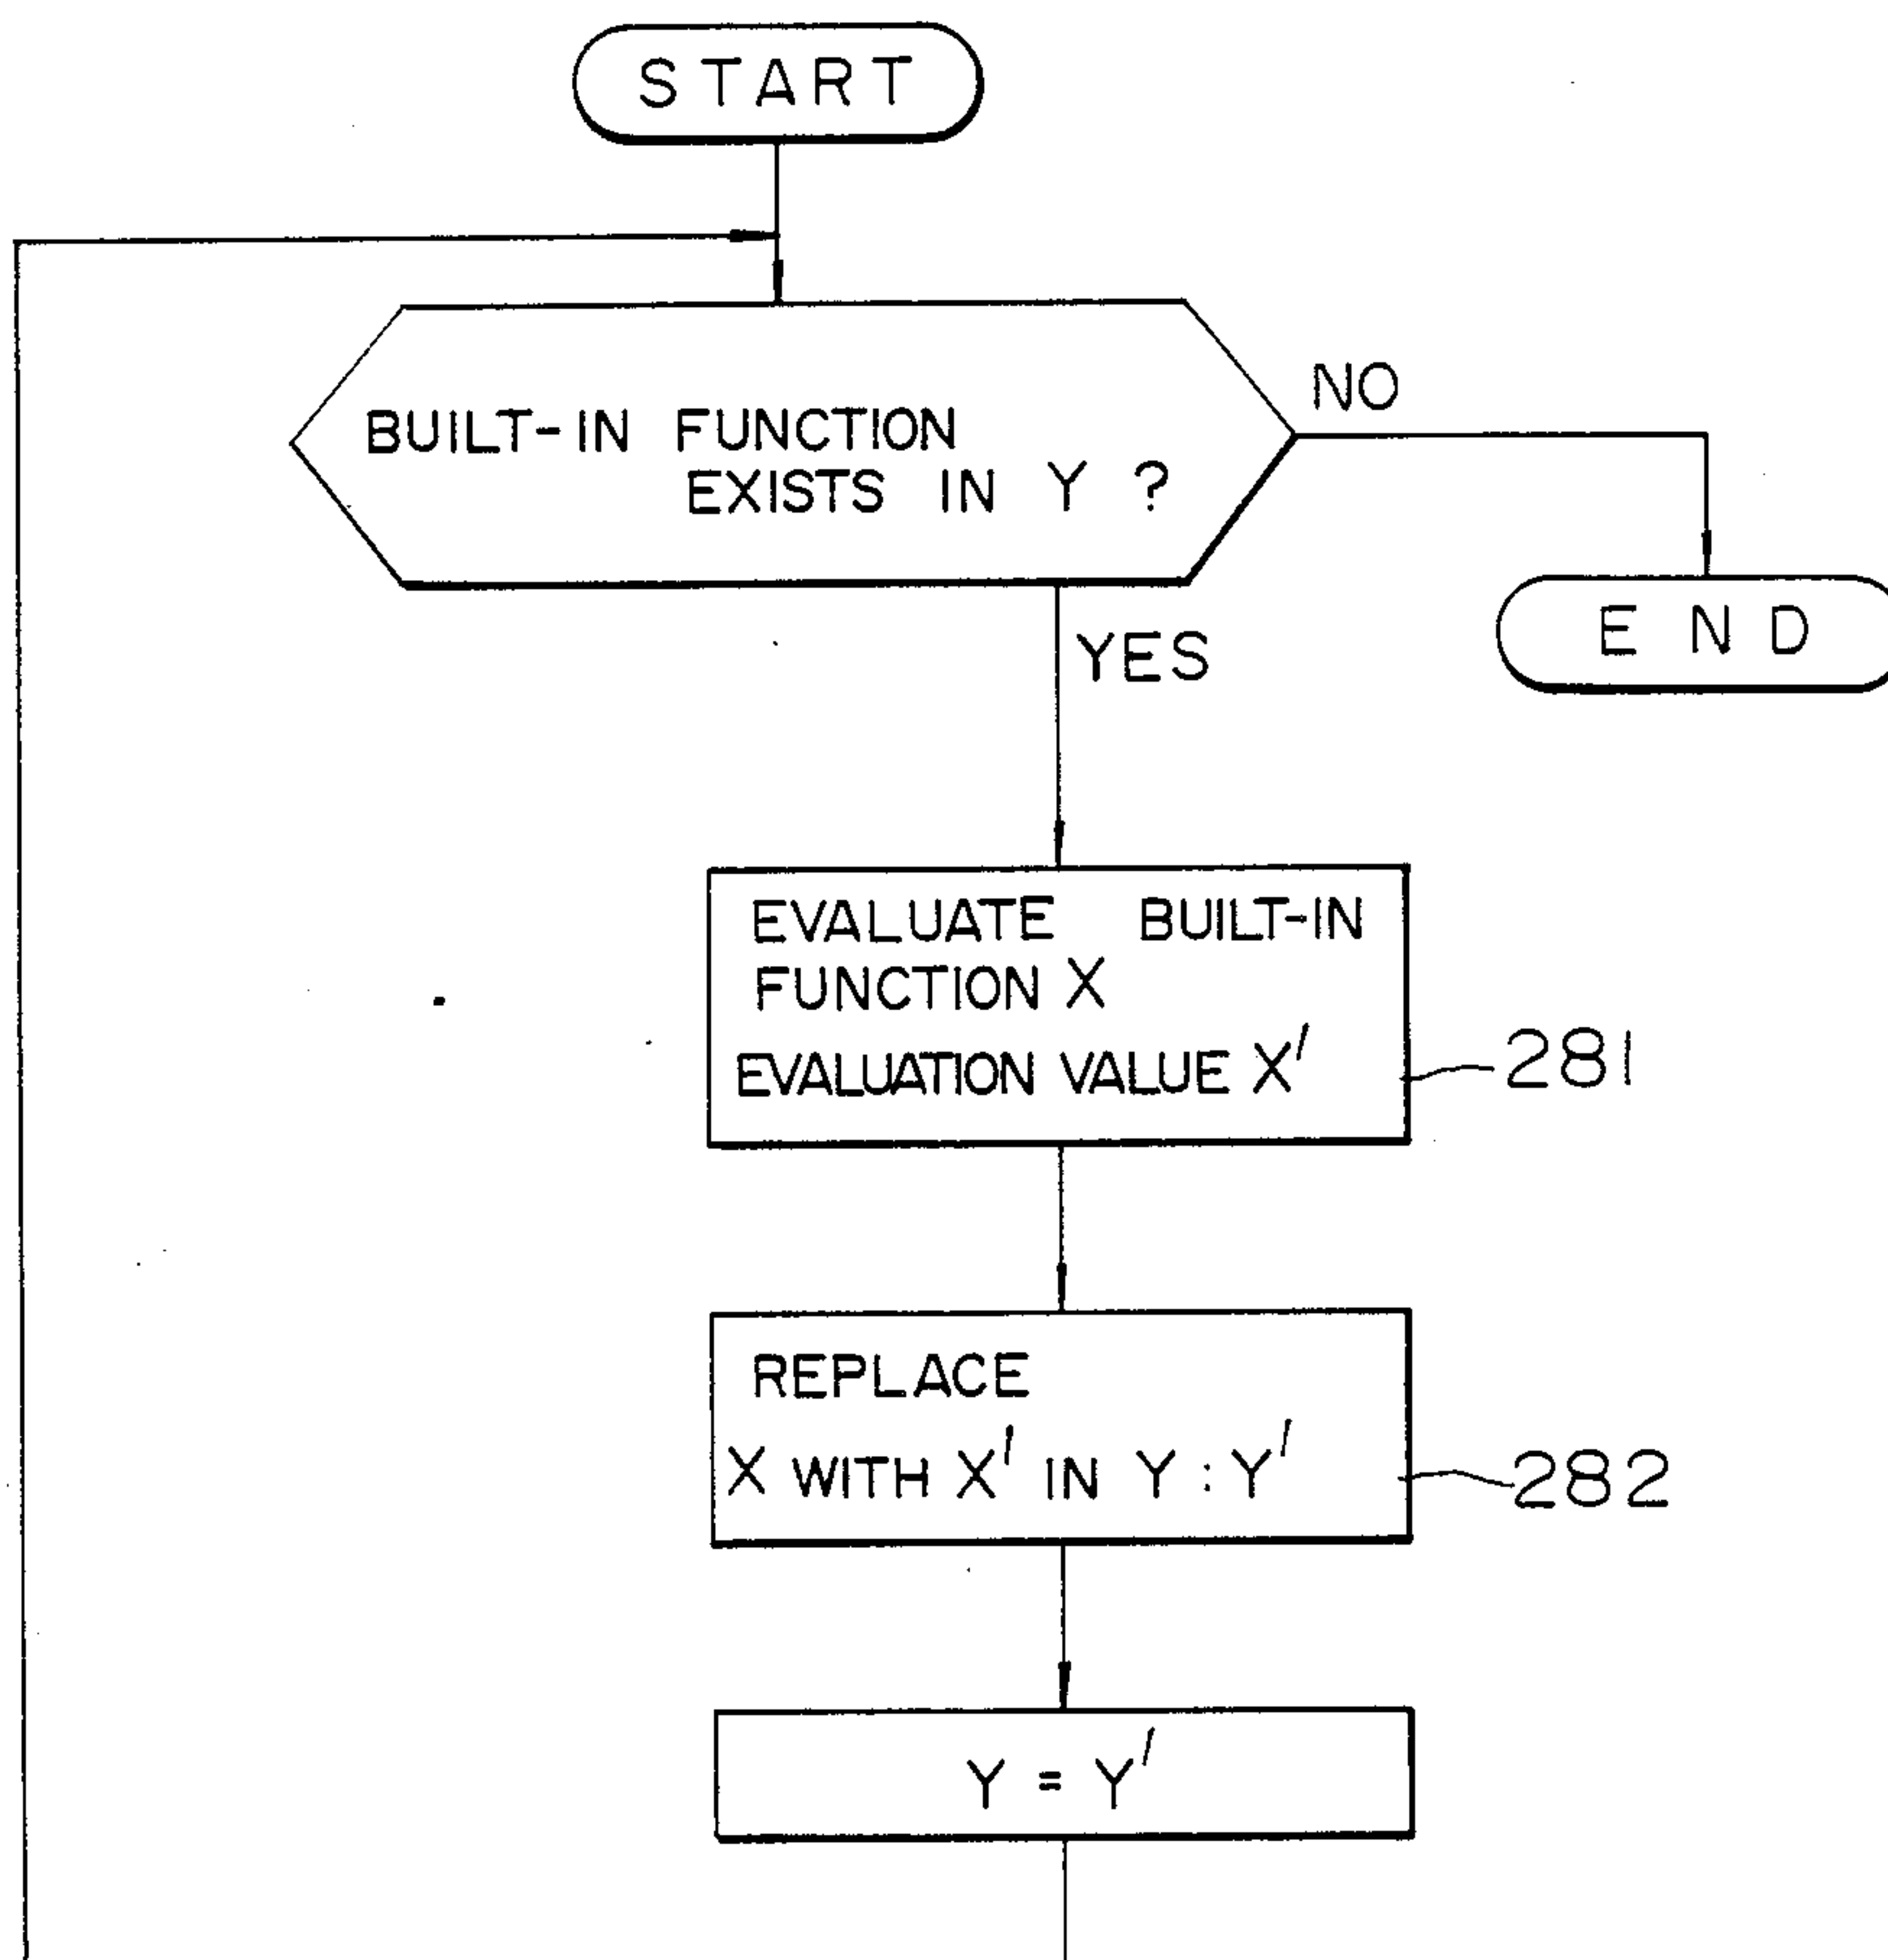 START
BUILT-IN FUNCTION
EXISTS IN Y ?
NO
END
YES
EVALUATE BUILT-IN
FUNCTION X
EVALUATION VALUE X'
281
REPLACE
X WITH X' IN Y : Y'
282
Y = Y'